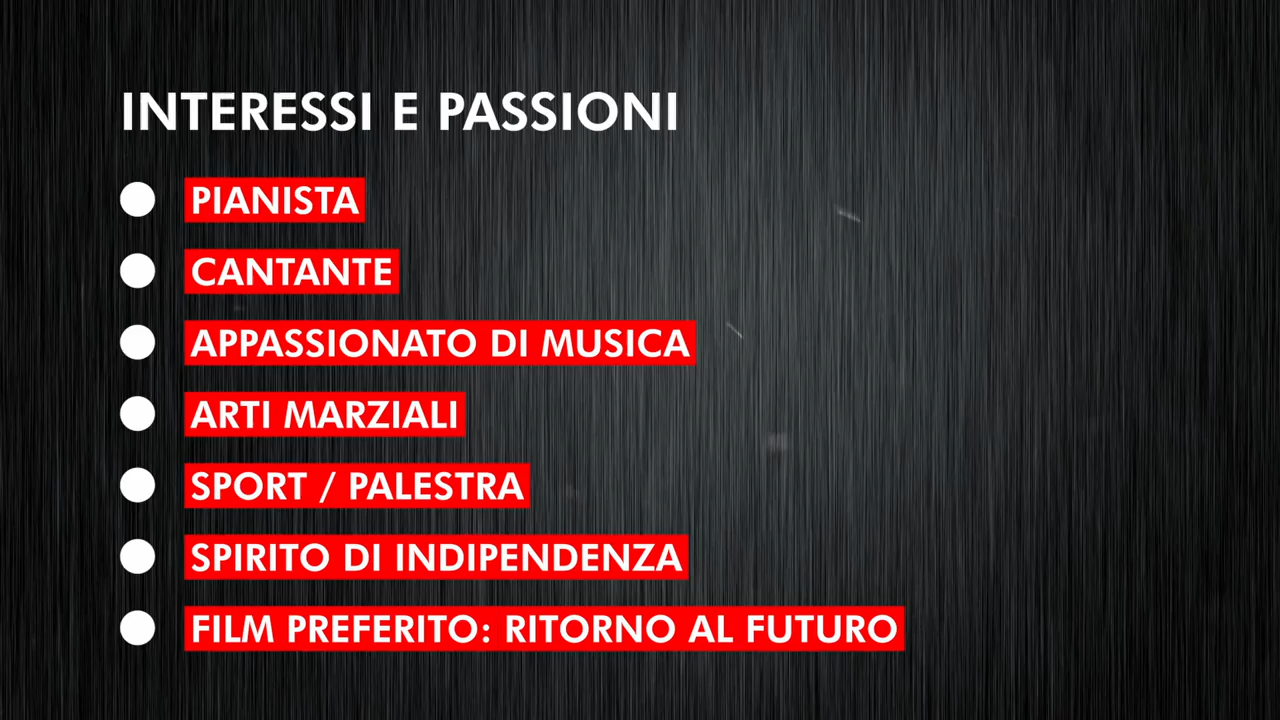 INTERESSI E PASSIONI
PIANISTA
CANTANTE
APPASSIONATO DI MUSICA
ARTI MARZIALI
SPORT / PALESTRA
SPIRITO DI INDIPENDENZA
FILM PREFERITO: RITORNO AL FUTURO